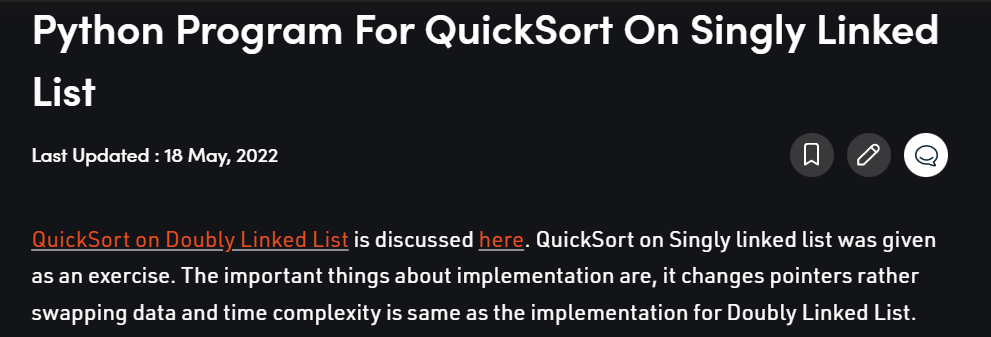 Python Program For QuickSort On Singly Linked
List
Last Updated : 18 May, 2022
QuickSort on Doubly Linked List is discussed here. QuickSort on Singly linked list was given
as an exercise. The important things about implementation are, it changes pointers rather
swapping data and time complexity is same as the implementation for Doubly Linked List.